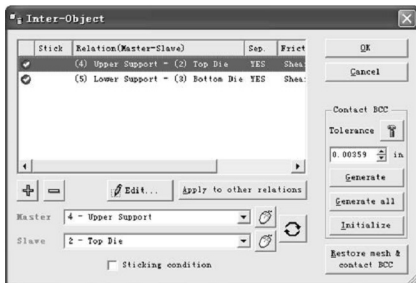 Inter-Object
Stick Relation(Master-Slave) Sep. Frict
(4) Upper Support - (2) Top Die YES Shea
(5) Lower Support - (3) Bottom Die YES Shea
OK
Cancel
Contact BCC
Tolerance
0.00359 in
Generate
Generate all
Initialize
Restore mesh &
contact BCC
Edit... Apply to other relations
Master 4 - Upper Support
Slave 2 - Top Die
Sticking condition